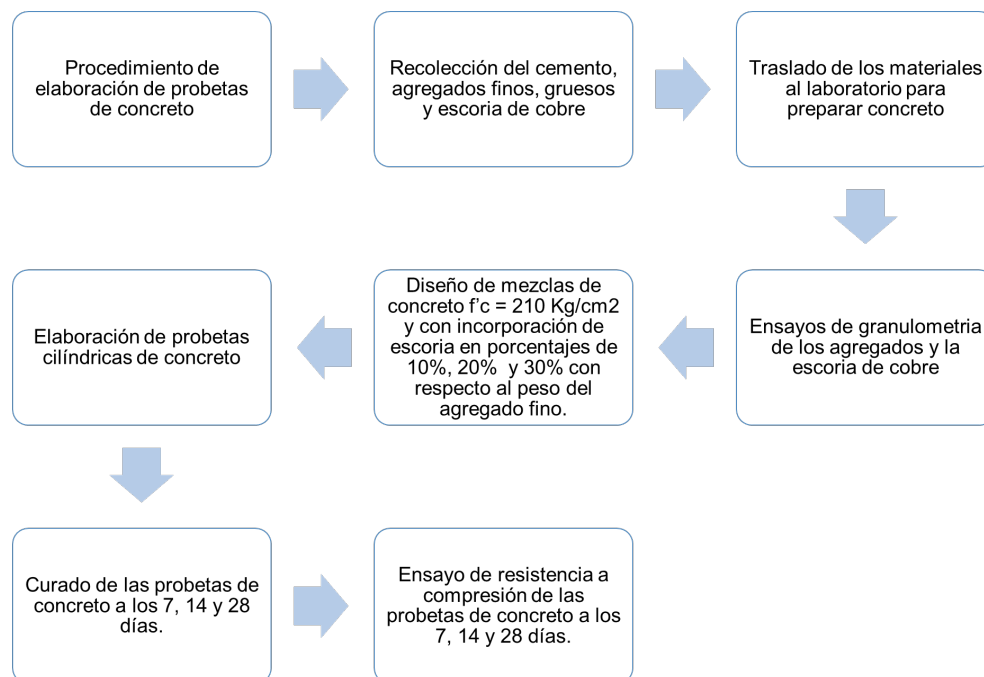 Procedimiento de
elaboración de probetas
de concreto
Recolección del cemento,
agregados finos, gruesos
y escoria de cobre
Traslado de los materiales
al laboratorio para
preparar concreto
Ensayos de granulometria
de los agregados y la
escoria de cobre
Diseño de mezclas de
concreto f’c = 210 Kg/cm2
y con incorporación de
escoria en porcentajes de
10%, 20%  y 30% con
respecto al peso del
agregado fino.
Elaboración de probetas
cilíndricas de concreto
Curado de las probetas de
concreto a los 7, 14 y 28
días.
Ensayo de resistencia a
compresión de las
probetas de concreto a los
7, 14 y 28 días.